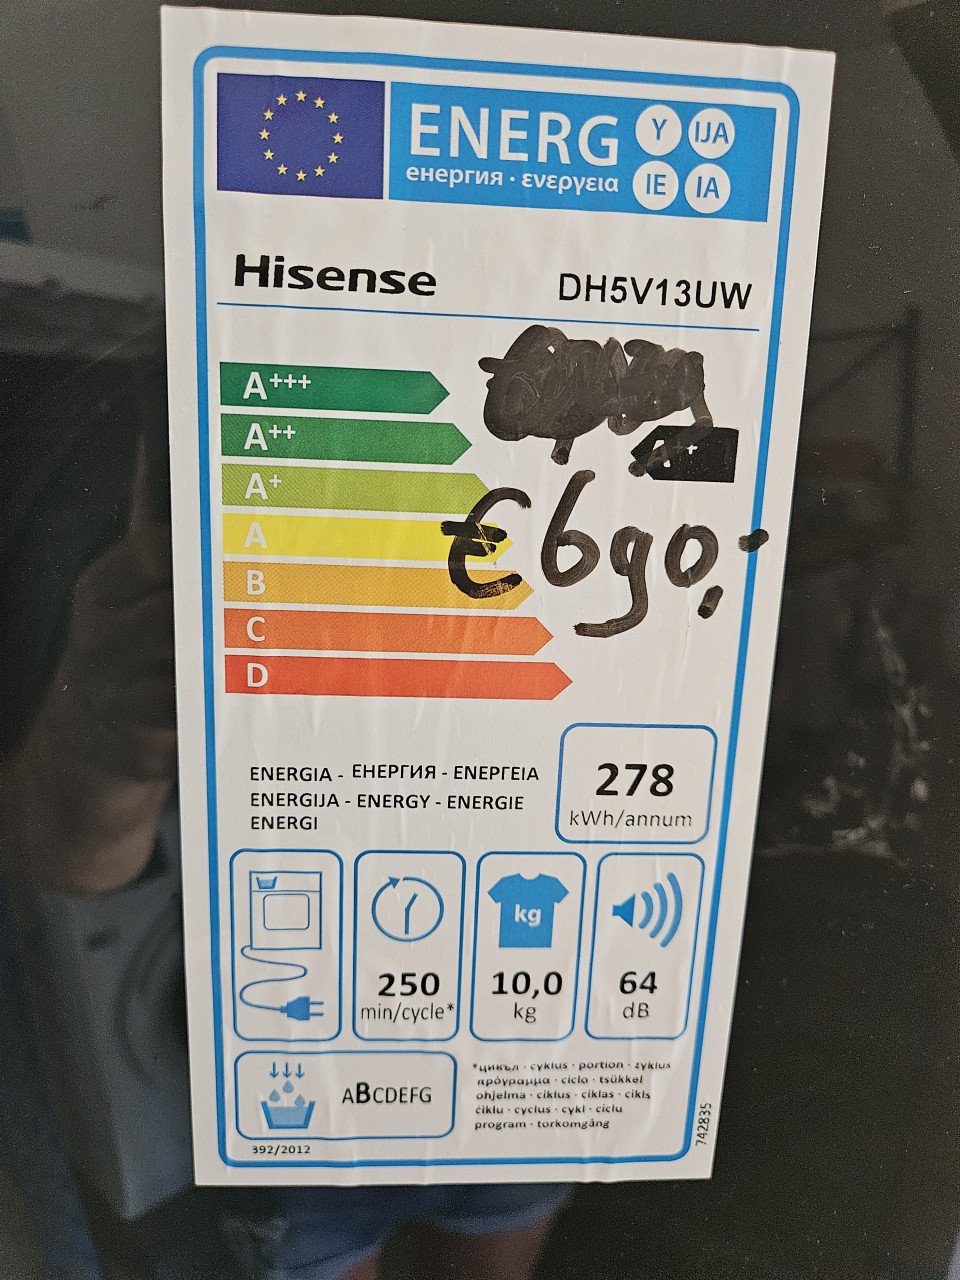 ENERG Y IJA
енергия · ενεργεια IE IA
Hisense DH5V13UW
A+++
A++
A++
A+
A
€690,-
B
C
D
ENERGIA - ЕНЕРГИЯ - ΕΝΕΡΓΕΙΑ
ENERGIJA - ENERGY - ENERGIE
ENERGI
278
kWh/annum
kg
250
min/cycle*
10,0
kg
64
dB
ABCDEFG
*цикъл · cyklus · portion · zyklus
πρόγραμμα · ciclo · tsükkel
ohjelma · ciklus · ciklas · cikls
ċiklu · cyclus · cykl · ciclu
program · torkomgång
392/2012
742835